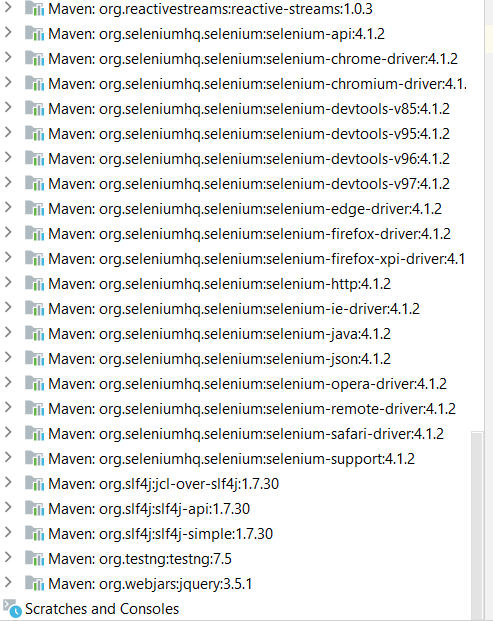 Maven: org.reactivestreams:reactive-streams:1.0.3
Maven: org.seleniumhq.selenium:selenium-api:4.1.2
Maven: org.seleniumhq.selenium:selenium-chrome-driver:4.1.2
Maven: org.seleniumhq.selenium:selenium-chromium-driver:4.1.
Maven: org.seleniumhq.selenium:selenium-devtools-v85:4.1.2
Maven: org.seleniumhq.selenium:selenium-devtools-v95:4.1.2
Maven: org.seleniumhq.selenium:selenium-devtools-v96:4.1.2
Maven: org.seleniumhq.selenium:selenium-devtools-v97:4.1.2
Maven: org.seleniumhq.selenium:selenium-edge-driver:4.1.2
Maven: org.seleniumhq.selenium:selenium-firefox-driver:4.1.2
Maven: org.seleniumhq.selenium:selenium-firefox-xpi-driver:4.1
Maven: org.seleniumhq.selenium:selenium-http:4.1.2
Maven: org.seleniumhq.selenium:selenium-ie-driver:4.1.2
Maven: org.seleniumhq.selenium:selenium-java:4.1.2
Maven: org.seleniumhq.selenium:selenium-json:4.1.2
Maven: org.seleniumhq.selenium:selenium-opera-driver:4.1.2
Maven: org.seleniumhq.selenium:selenium-remote-driver:4.1.2
Maven: org.seleniumhq.selenium:selenium-safari-driver:4.1.2
Maven: org.seleniumhq.selenium:selenium-support:4.1.2
Maven: org.slf4j:jcl-over-slf4j:1.7.30
Maven: org.slf4j:slf4j-api:1.7.30
Maven: org.slf4j:slf4j-simple:1.7.30
Maven: org.testng:testng:7.5
Maven: org.webjars:jquery:3.5.1
Scratches and Consoles